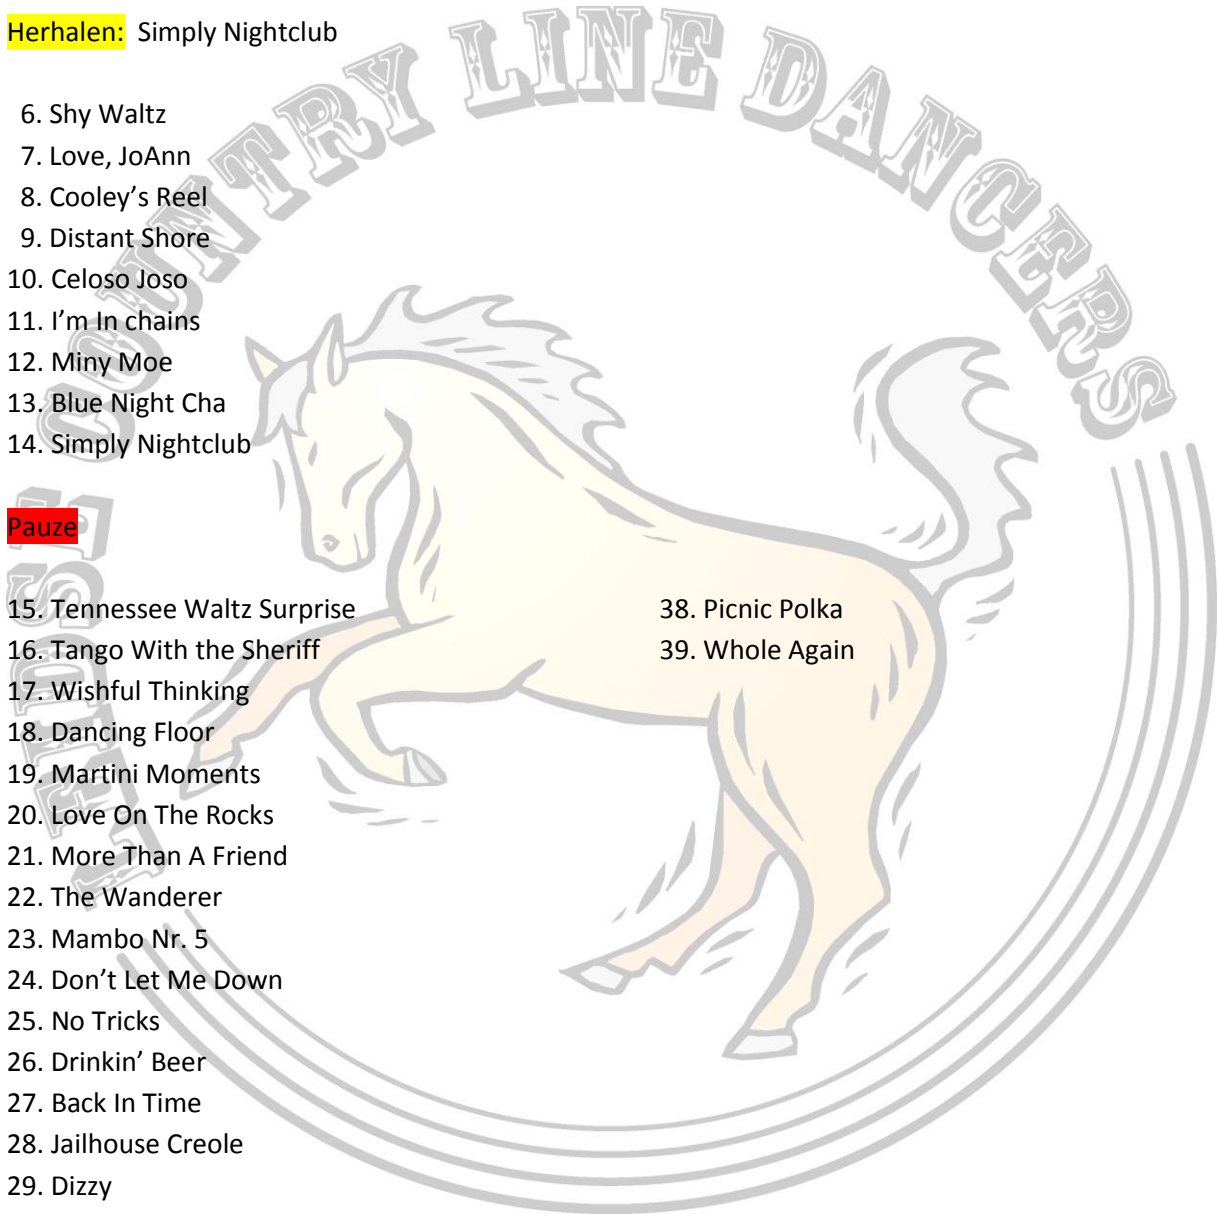 COUNTRY LINE DANCERS
Herhalen: Simply Nightclub
6. Shy Waltz
7. Love, JoAnn
8. Cooley’s Reel
9. Distant Shore
10. Celoso Joso
11. I’m In chains
12. Miny Moe
13. Blue Night Cha
14. Simply Nightclub
Pauze
15. Tennessee Waltz Surprise
16. Tango With the Sheriff
17. Wishful Thinking
18. Dancing Floor
19. Martini Moments
20. Love On The Rocks
21. More Than A Friend
22. The Wanderer
23. Mambo Nr. 5
24. Don’t Let Me Down
25. No Tricks
26. Drinkin’ Beer
27. Back In Time
28. Jailhouse Creole
29. Dizzy
38. Picnic Polka
39. Whole Again